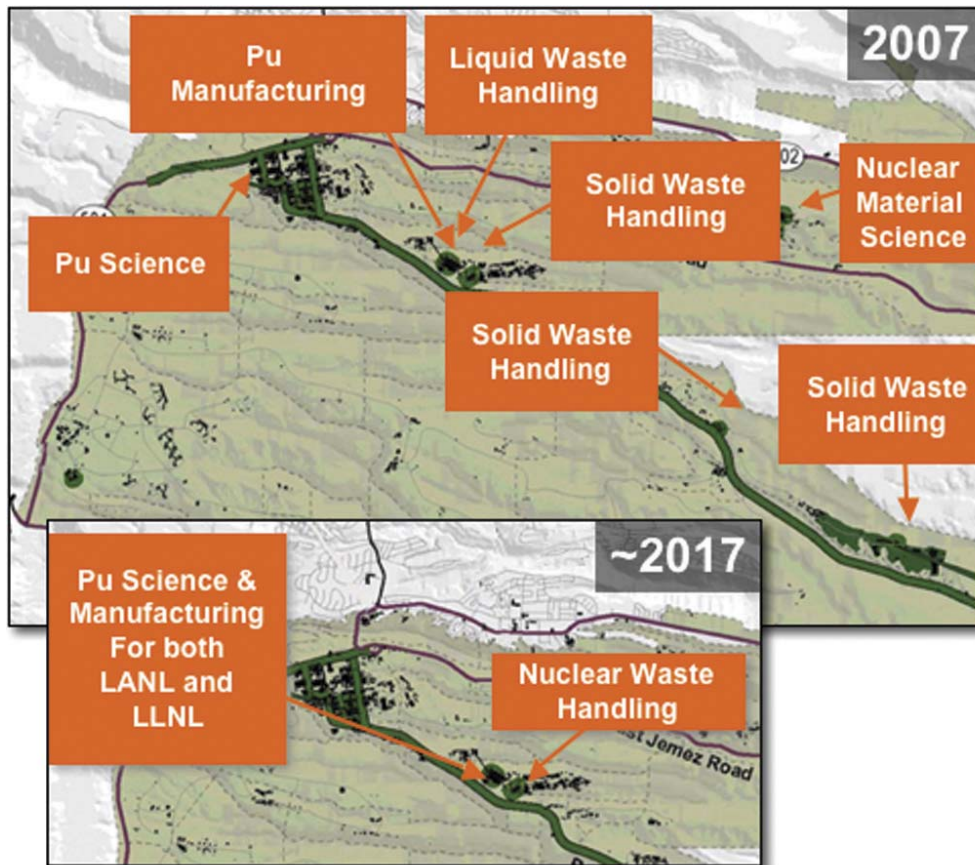 2007
Pu
Manufacturing
Liquid Waste
Handling
Solid Waste
Handling
Nuclear
Material
Science
Pu Science
Solid Waste
Handling
Solid Waste
Handling
~2017
Pu Science &
Manufacturing
For both
LANL and
LLNL
Nuclear Waste
Handling
Jemez Road